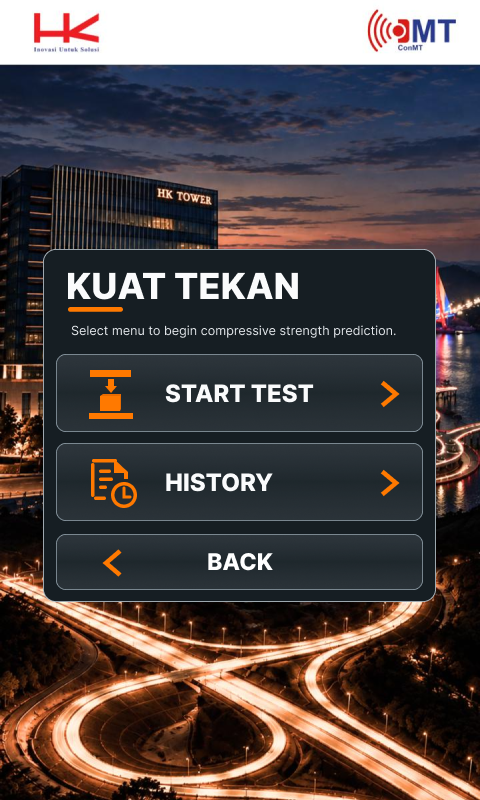 HK
Inovasi Untuk Solusi
MT
ConMT
HK TOWER
KUAT TEKAN
Select menu to begin compressive strength prediction.
START TEST
HISTORY
BACK